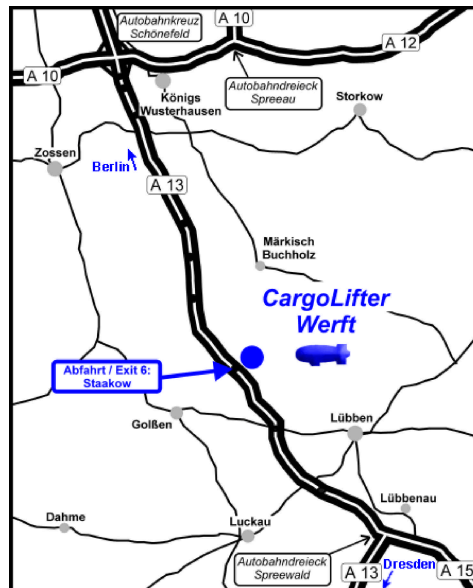 Autobahnkreuz
Schönefeld
A 10
A 12
A 10
Königs
Wusterhausen
Autobahndreieck
Spreeau
Storkow
Zossen
Berlin
A 13
Märkisch
Buchholz
CargoLifter
Werft
Abfahrt / Exit 6:
Staakow
Golßen
Lübben
Lübbenau
Dahme
Luckau
Autobahndreieck
Spreewald
A 13
Dresden
A 15